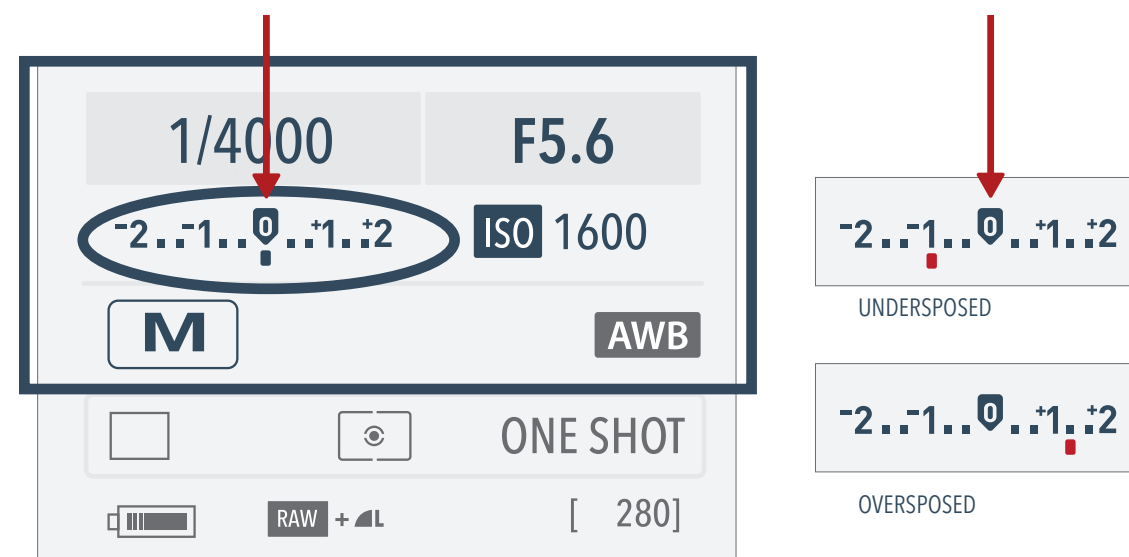 1/4000 F5.6
-2..-1..0..+1..+2 ISO 1600
M AWB
ONE SHOT
RAW + L [ 280]
-2..-1..0..+1..+2
UNDERSPOSED
-2..-1..0..+1..+2
OVERSPOSED